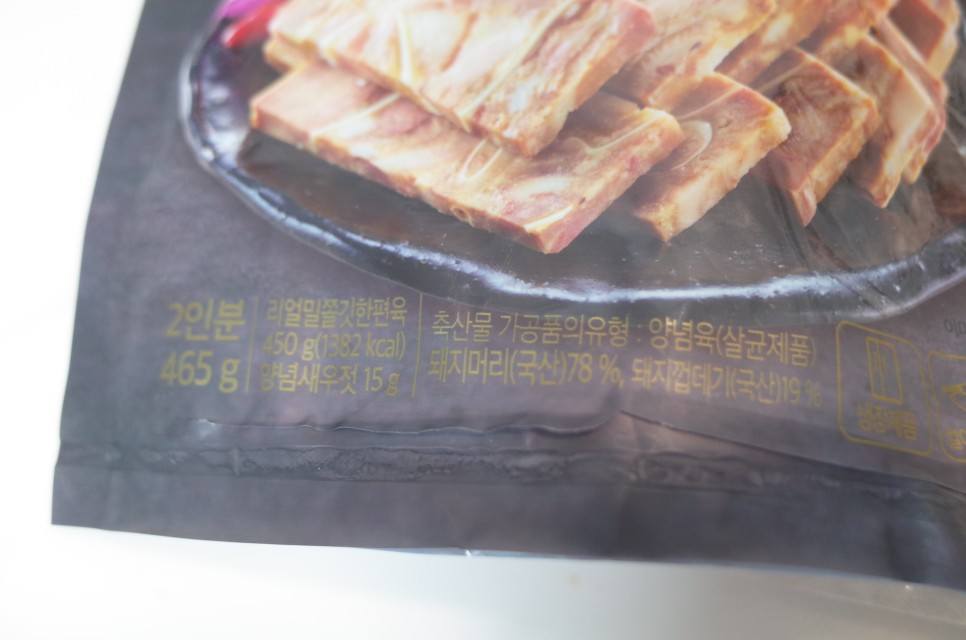 2인분
465 g
리얼밀쫄깃한편육
450 g(1382 kcal)
양념새우젓 15 g
축산물 가공품의유형 : 양념육(살균제품)
돼지머리(국산)78 %, 돼지껍데기(국산)19 %
냉장제품